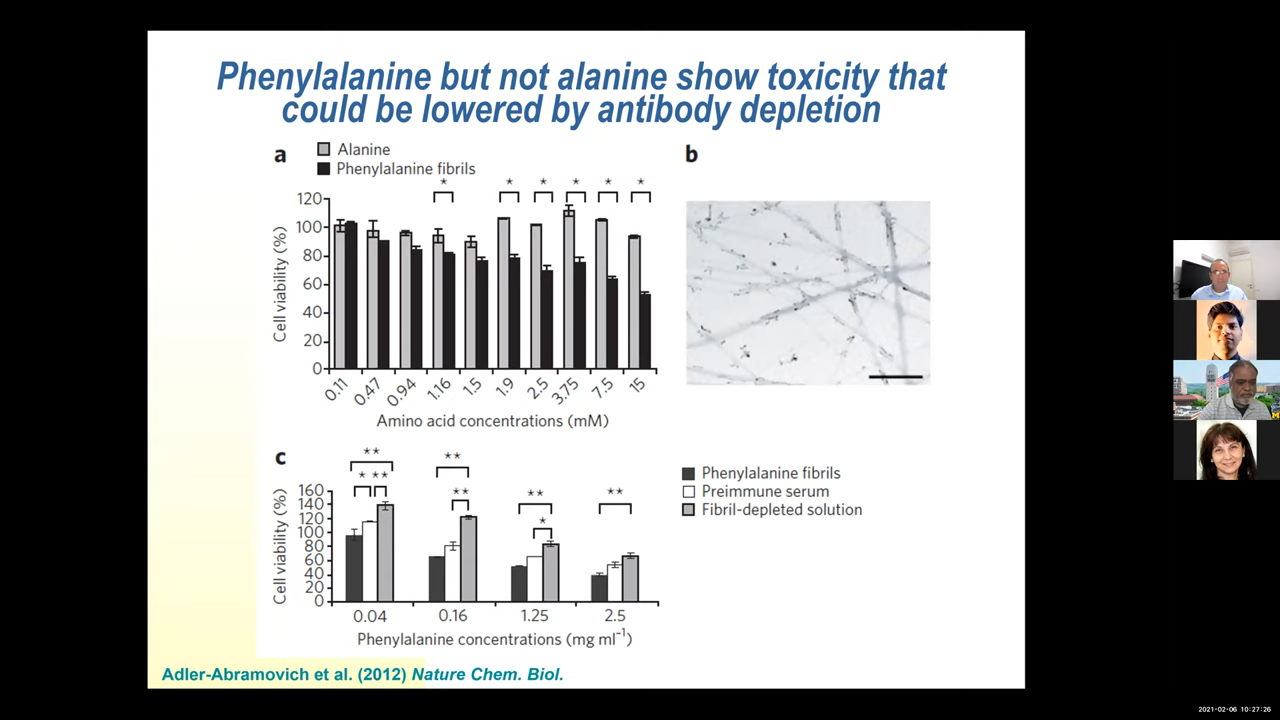 Phenylalanine but not alanine show toxicity that
could be lowered by antibody depletion
a
Alanine
Phenylalanine fibrils
* * * * * *
120
100
80
60
40
20
0
Cell viability (%)
0.11 0.47 0.94 1.16 1.5 1.9 2.5 3.75 7.5 15
Amino acid concentrations (mM)
b
c
** ** ** **
* ** ** *
160
140
120
100
80
60
40
20
0
Cell viability (%)
0.04 0.16 1.25 2.5
Phenylalanine concentrations (mg ml⁻¹)
Phenylalanine fibrils
Preimmune serum
Fibril-depleted solution
Adler-Abramovich et al. (2012) Nature Chem. Biol.
M
2021-02-06 10:27:26